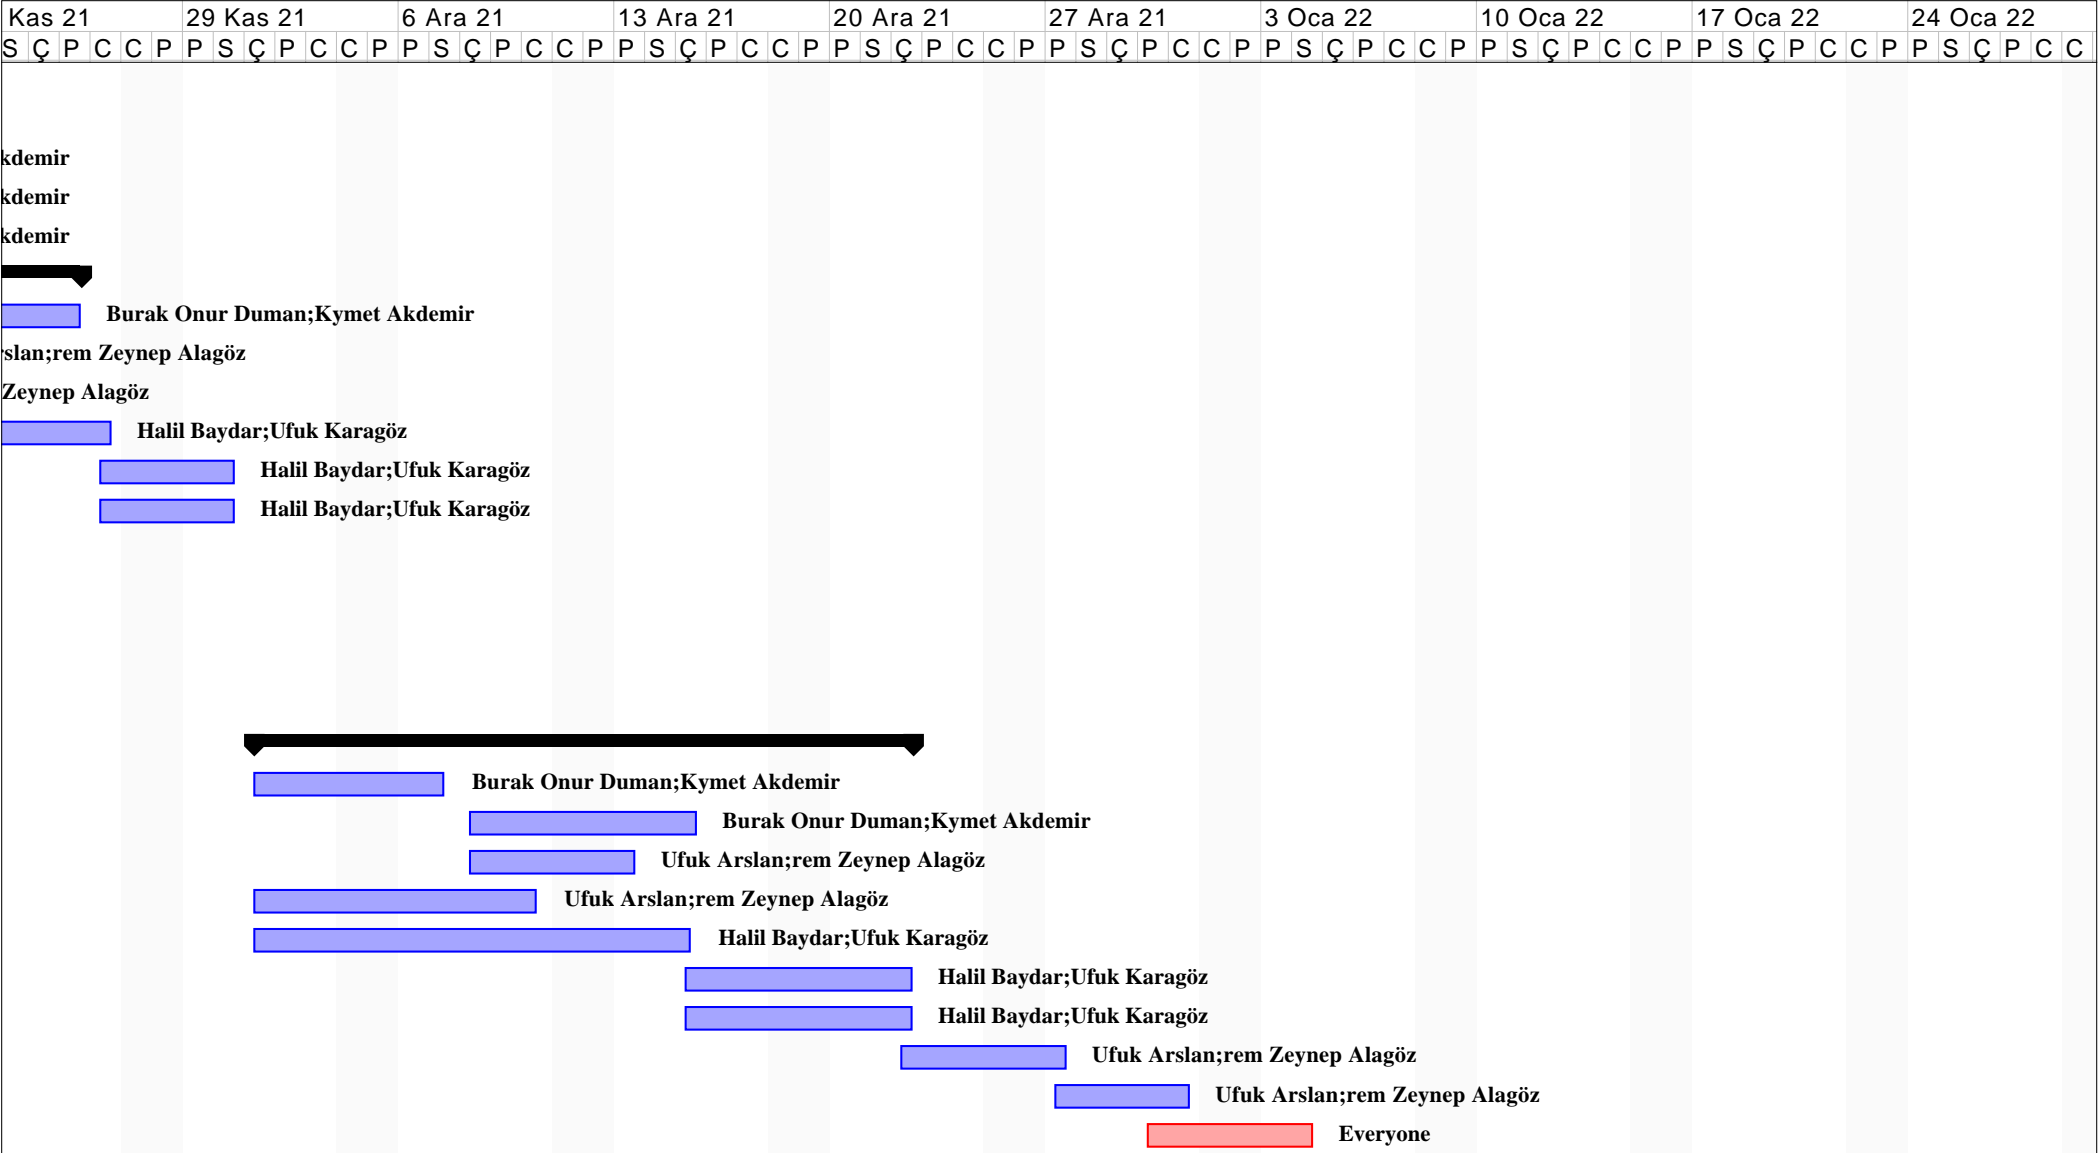 Kas 21 29 Kas 21 6 Ara 21 13 Ara 21 20 Ara 21 27 Ara 21 3 Oca 22 10 Oca 22 17 Oca 22 24 Oca 22
S Ç P C C P P S Ç P C C P P S Ç P C C P P S Ç P C C P P S Ç P C C P P S Ç P C C P P S Ç P C C P P S Ç P C C P P S Ç P C C P P S Ç P C C
kdemir
kdemir
kdemir
Burak Onur Duman;Kymet Akdemir
rslan;rem Zeynep Alagöz
Zeynep Alagöz
Halil Baydar;Ufuk Karagöz
Halil Baydar;Ufuk Karagöz
Halil Baydar;Ufuk Karagöz
Burak Onur Duman;Kymet Akdemir
Burak Onur Duman;Kymet Akdemir
Ufuk Arslan;rem Zeynep Alagöz
Ufuk Arslan;rem Zeynep Alagöz
Halil Baydar;Ufuk Karagöz
Halil Baydar;Ufuk Karagöz
Halil Baydar;Ufuk Karagöz
Ufuk Arslan;rem Zeynep Alagöz
Ufuk Arslan;rem Zeynep Alagöz
Everyone